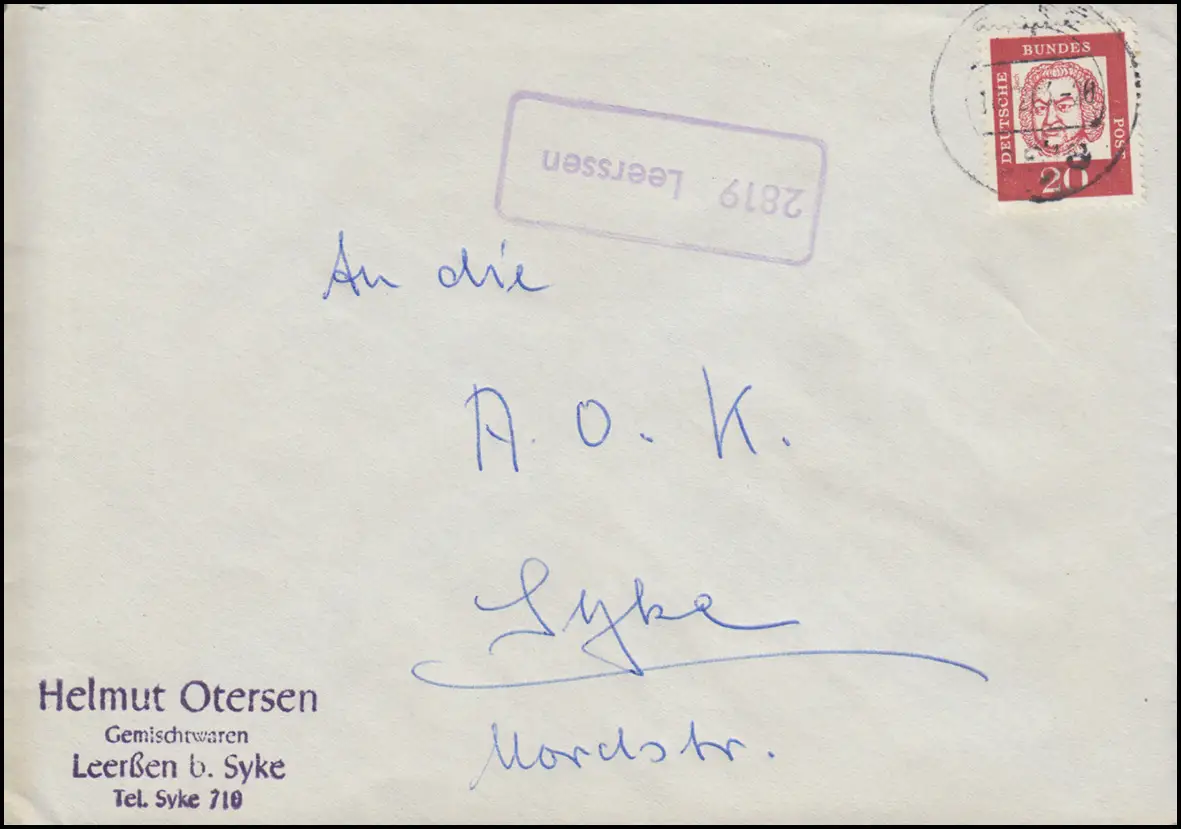 DEUTSCHE
BUNDES
POST
20
2819 Leerssen
An die
A. O. K.
Syke
Nordstr.
Helmut Otersen
Gemischtwaren
Leerßen b. Syke
Tel. Syke 710